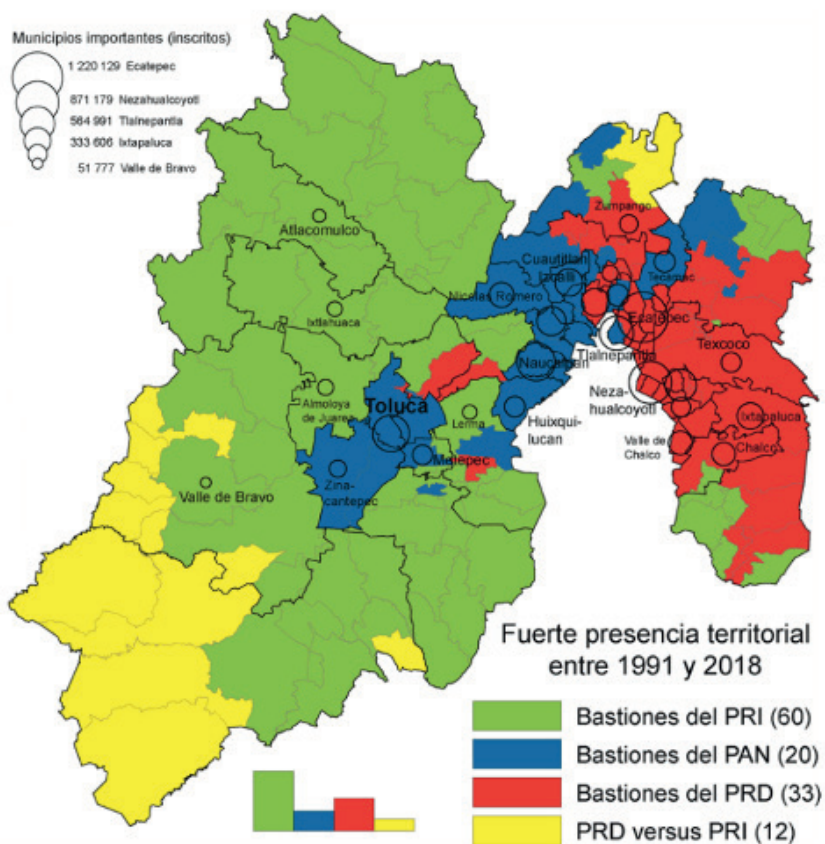 Municipios importantes (inscritos)
1 220 129 Ecatepec
871 179 Nezahualcoyotl
564 991 Tlalnepantla
333 606 Ixtapaluca
51 777 Valle de Bravo
Zumpango
Atlacomulco
Cuautitlan
Izcalli
Tecamac
Nicolas Romero
Ixtlahuaca
Ecatepec
Tlalnepantla
Texcoco
Naucalpan
Almoloya
de Juarez
Toluca
Lerma
Huixqui-
lucan
Neza-
hualcoyotl
Ixtapaluca
Valle de
Chalco
Chalco
Metepec
Zina-
cantepec
Valle de Bravo
Fuerte presencia territorial
entre 1991 y 2018
Bastiones del PRI (60)
Bastiones del PAN (20)
Bastiones del PRD (33)
PRD versus PRI (12)